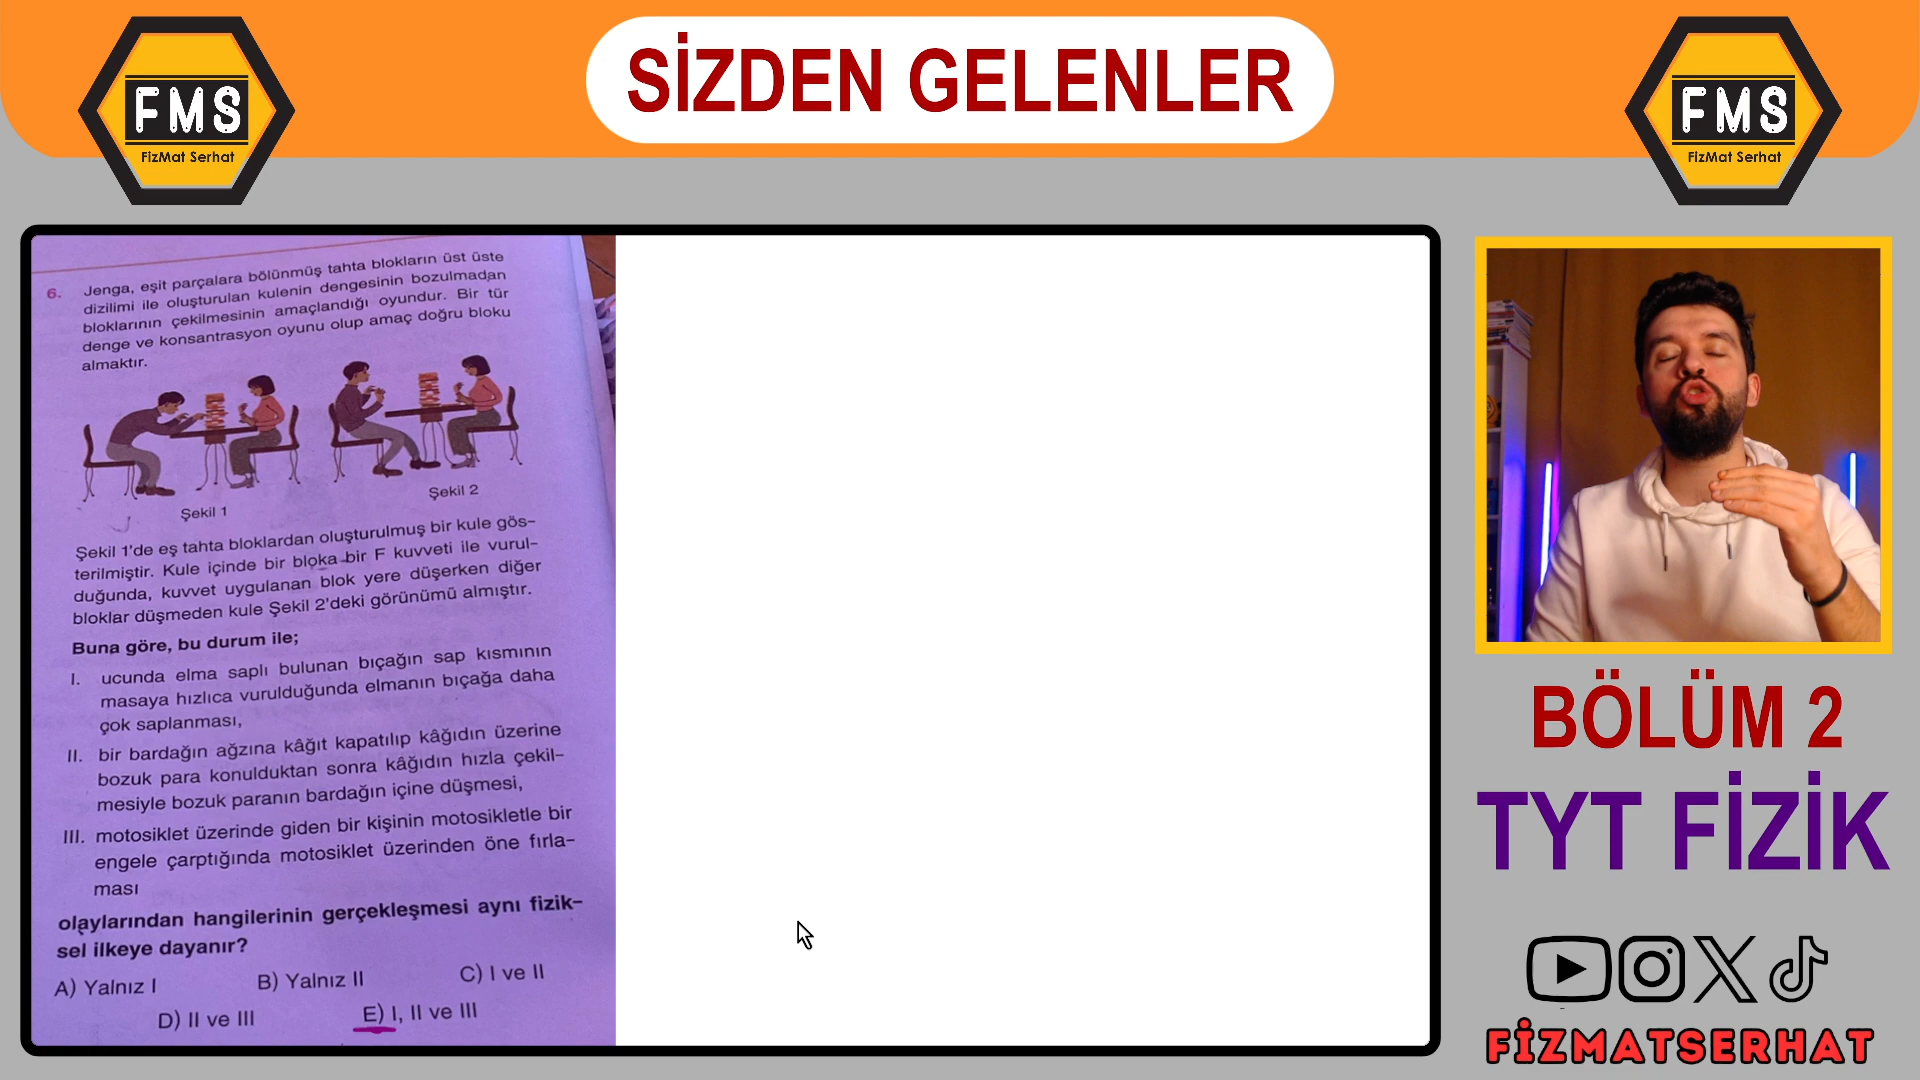 SİZDEN GELENLER
FMS
FizMat Serhat
FMS
FizMat Serhat
6. Jenga, eşit parçalara bölünmüş tahta blokların üst üste
dizilimi ile oluşturulan kulenin dengesinin bozulmadan
bloklarının çekilmesinin amaçlandığı oyundur. Bir tür
denge ve konsantrasyon oyunu olup amaç doğru bloku
almaktır.
Şekil 1
Şekil 2
Şekil 1'de eş tahta bloklardan oluşturulmuş bir kule gös-
terilmiştir. Kule içinde bir bloka bir F kuvveti ile vurul-
duğunda, kuvvet uygulanan blok yere düşerken diğer
bloklar düşmeden kule Şekil 2'deki görünümü almıştır.
Buna göre, bu durum ile;
I. ucunda elma saplı bulunan bıçağın sap kısmının
masaya hızlıca vurulduğunda elmanın bıçağa daha
çok saplanması,
II. bir bardağın ağzına kâğıt kapatılıp kâğıdın üzerine
bozuk para konulduktan sonra kâğıdın hızla çekil-
mesiyle bozuk paranın bardağın içine düşmesi,
III. motosiklet üzerinde giden bir kişinin motosikletle bir
engele çarptığında motosiklet üzerinden öne fırla-
ması
olaylarından hangilerinin gerçekleşmesi aynı fizik-
sel ilkeye dayanır?
A) Yalnız I B) Yalnız II C) I ve II
D) II ve III E) I, II ve III
BÖLÜM 2
TYT FİZİK
FİZMATSERHAT